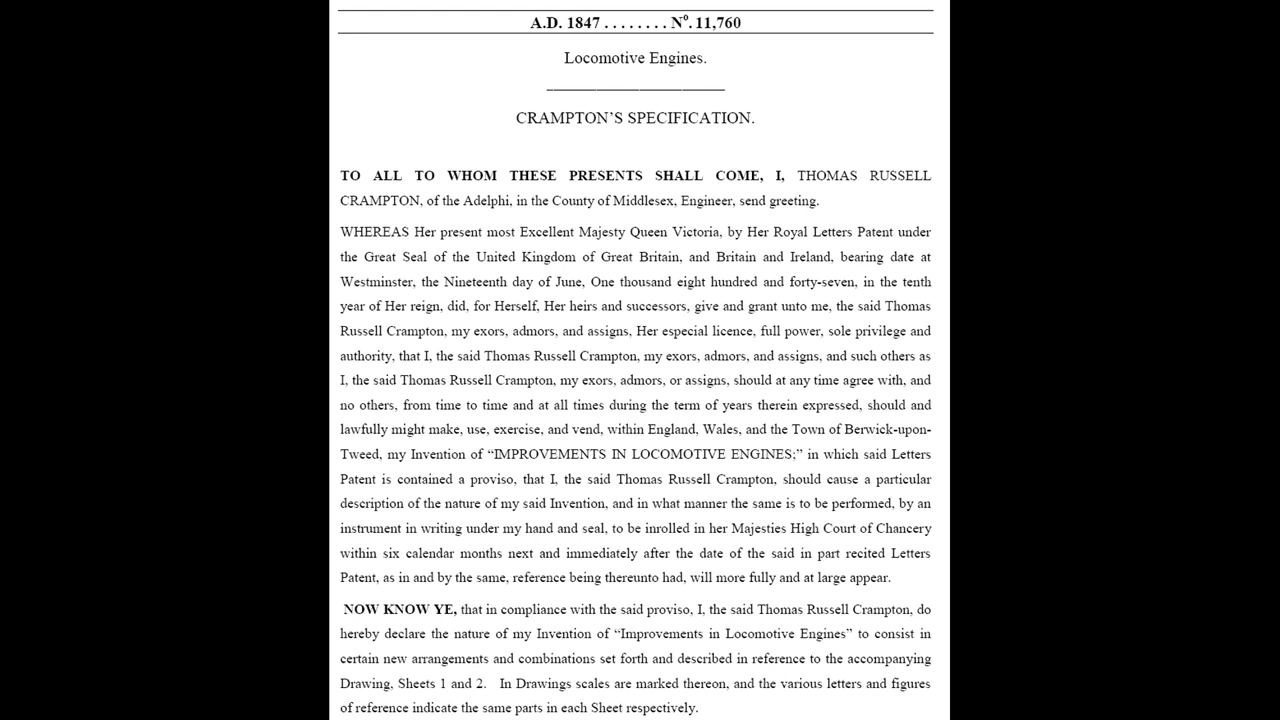 A.D. 1847 . . . . . . . . Nº. 11,760
Locomotive Engines.
CRAMPTON’S SPECIFICATION.
TO ALL TO WHOM THESE PRESENTS SHALL COME, I, THOMAS RUSSELL
CRAMPTON, of the Adelphi, in the County of Middlesex, Engineer, send greeting.
WHEREAS Her present most Excellent Majesty Queen Victoria, by Her Royal Letters Patent under
the Great Seal of the United Kingdom of Great Britain, and Britain and Ireland, bearing date at
Westminster, the Nineteenth day of June, One thousand eight hundred and forty-seven, in the tenth
year of Her reign, did, for Herself, Her heirs and successors, give and grant unto me, the said Thomas
Russell Crampton, my exors, admors, and assigns, Her especial licence, full power, sole privilege and
authority, that I, the said Thomas Russell Crampton, my exors, admors, and assigns, and such others as
I, the said Thomas Russell Crampton, my exors, admors, or assigns, should at any time agree with, and
no others, from time to time and at all times during the term of years therein expressed, should and
lawfully might make, use, exercise, and vend, within England, Wales, and the Town of Berwick-upon-
Tweed, my Invention of “IMPROVEMENTS IN LOCOMOTIVE ENGINES;” in which said Letters
Patent is contained a proviso, that I, the said Thomas Russell Crampton, should cause a particular
description of the nature of my said Invention, and in what manner the same is to be performed, by an
instrument in writing under my hand and seal, to be inrolled in her Majesties High Court of Chancery
within six calendar months next and immediately after the date of the said in part recited Letters
Patent, as in and by the same, reference being thereunto had, will more fully and at large appear.
NOW KNOW YE, that in compliance with the said proviso, I, the said Thomas Russell Crampton, do
hereby declare the nature of my Invention of “Improvements in Locomotive Engines” to consist in
certain new arrangements and combinations set forth and described in reference to the accompanying
Drawing, Sheets 1 and 2. In Drawings scales are marked thereon, and the various letters and figures
of reference indicate the same parts in each Sheet respectively.